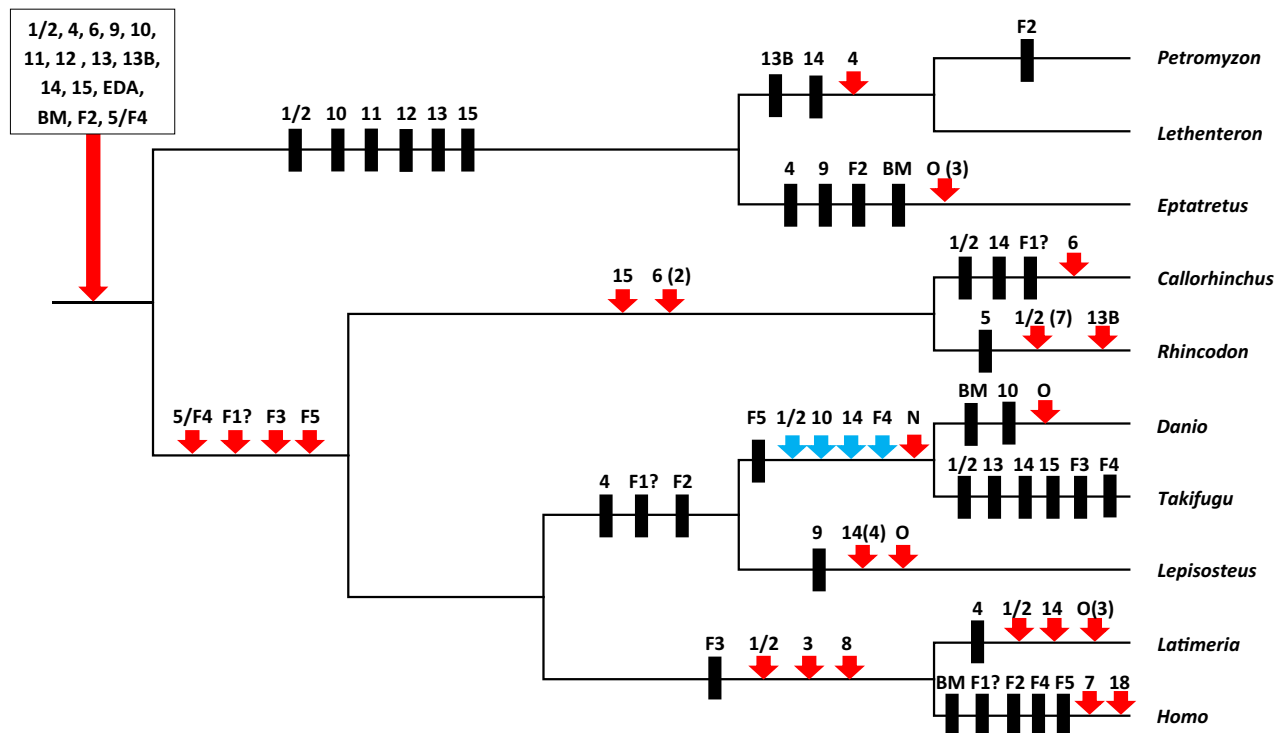 1/2, 4, 6, 9, 10,
11, 12 , 13, 13B,
14, 15, EDA,
BM, F2, 5/F4
F2
Petromyzon
13B 14 4
Lethenteron
1/2 10 11 12 13 15
4 9 F2 BM O (3)
Eptatretus
1/2 14 F1? 6
Callorhinchus
15 6 (2)
5 1/2 (7) 13B
Rhincodon
5/F4 F1? F3 F5
BM 10 O
Danio
F5 1/2 10 14 F4 N
1/2 13 14 15 F3 F4
Takifugu
4 F1? F2
9 14(4) O
Lepisosteus
4 1/2 14 O(3)
Latimeria
F3 1/2 3 8
BM F1? F2 F4 F5 7 18
Homo